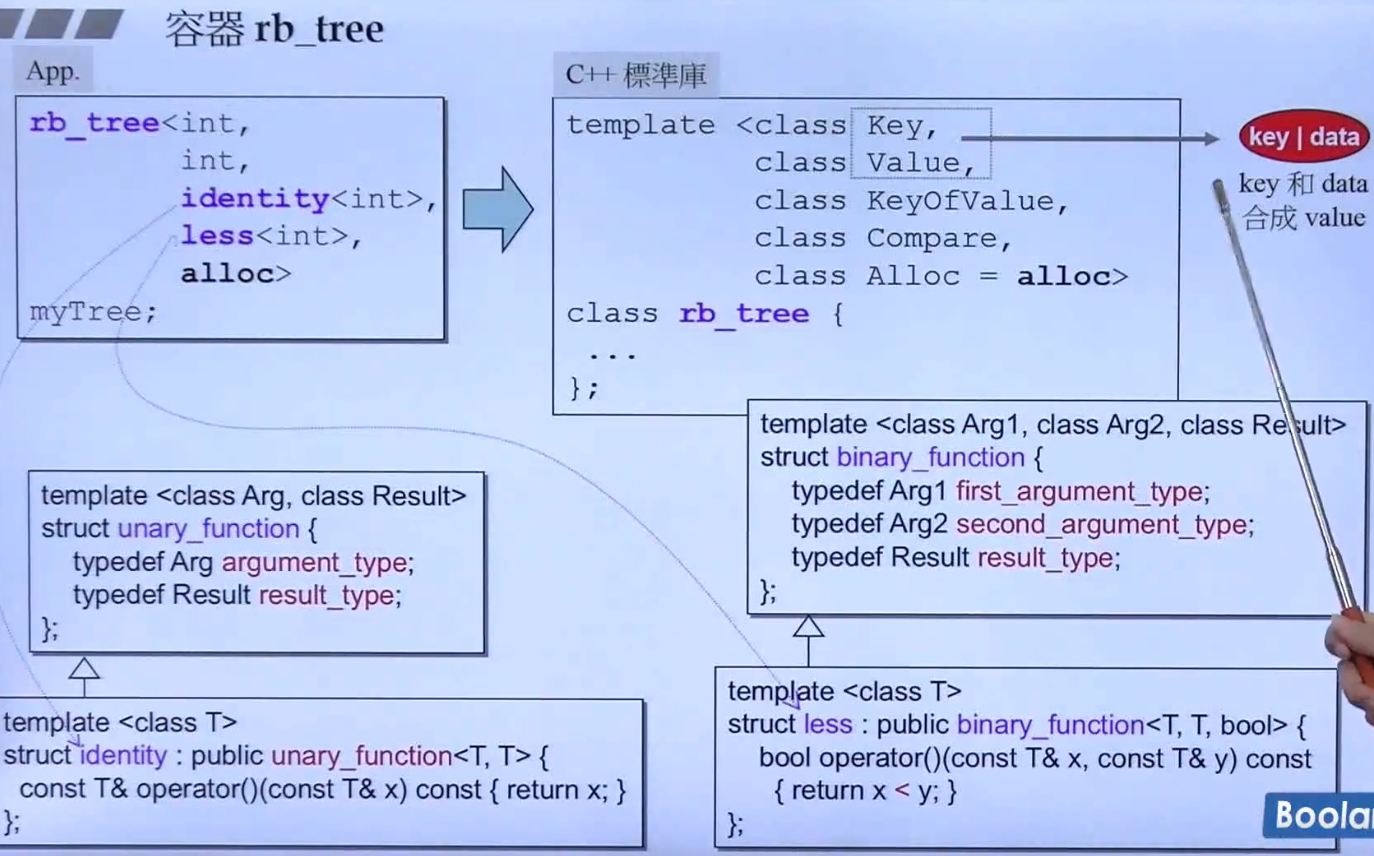 容器 rb_tree
App.
rb_tree<int,
int,
identity<int>,
less<int>,
alloc>
myTree;
C++ 標準庫
template <class Key,
class Value,
class KeyOfValue,
class Compare,
class Alloc = alloc>
class rb_tree {
...
};
key | data
key 和 data
合成 value
template <class Arg, class Result>
struct unary_function {
typedef Arg argument_type;
typedef Result result_type;
};
template <class Arg1, class Arg2, class Result>
struct binary_function {
typedef Arg1 first_argument_type;
typedef Arg2 second_argument_type;
typedef Result result_type;
};
template <class T>
struct identity : public unary_function<T, T> {
const T& operator()(const T& x) const { return x; }
};
template <class T>
struct less : public binary_function<T, T, bool> {
bool operator()(const T& x, const T& y) const
{ return x < y; }
};